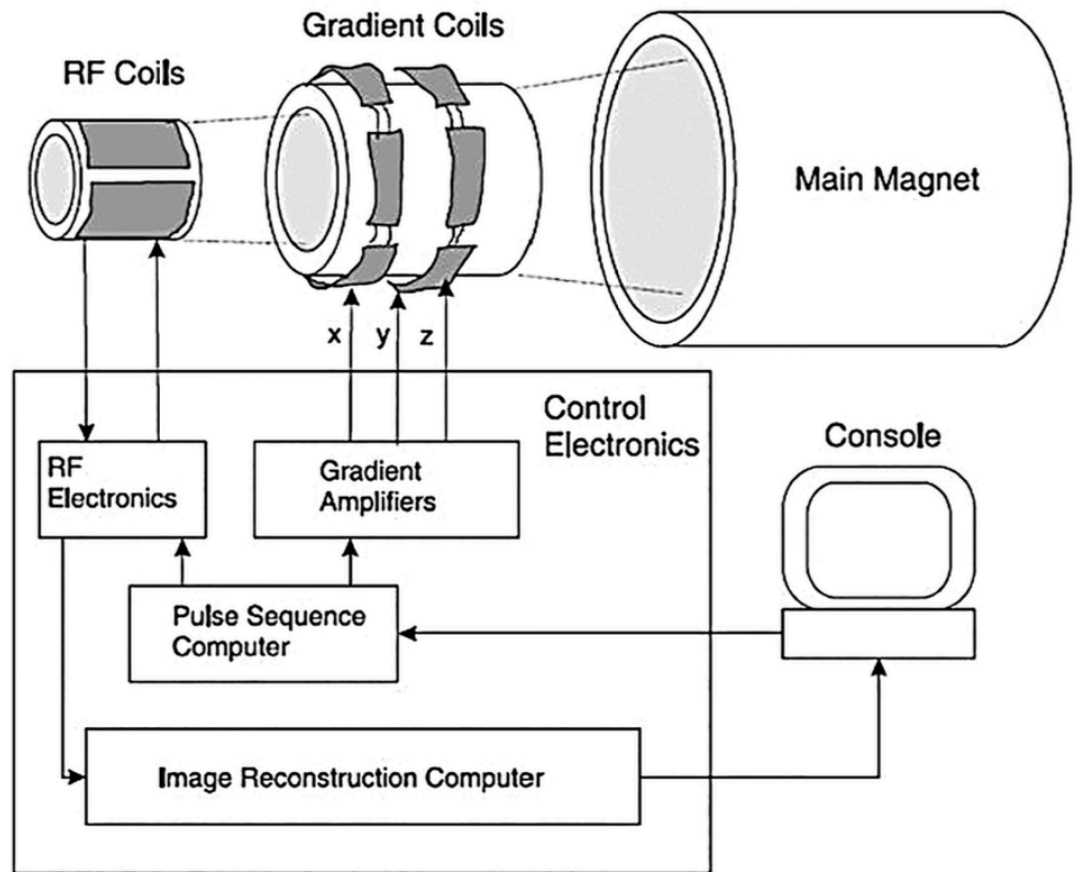 Gradient Coils
RF Coils
Main Magnet
x y z
Control
Electronics
Console
RF
Electronics
Gradient
Amplifiers
Pulse Sequence
Computer
Image Reconstruction Computer